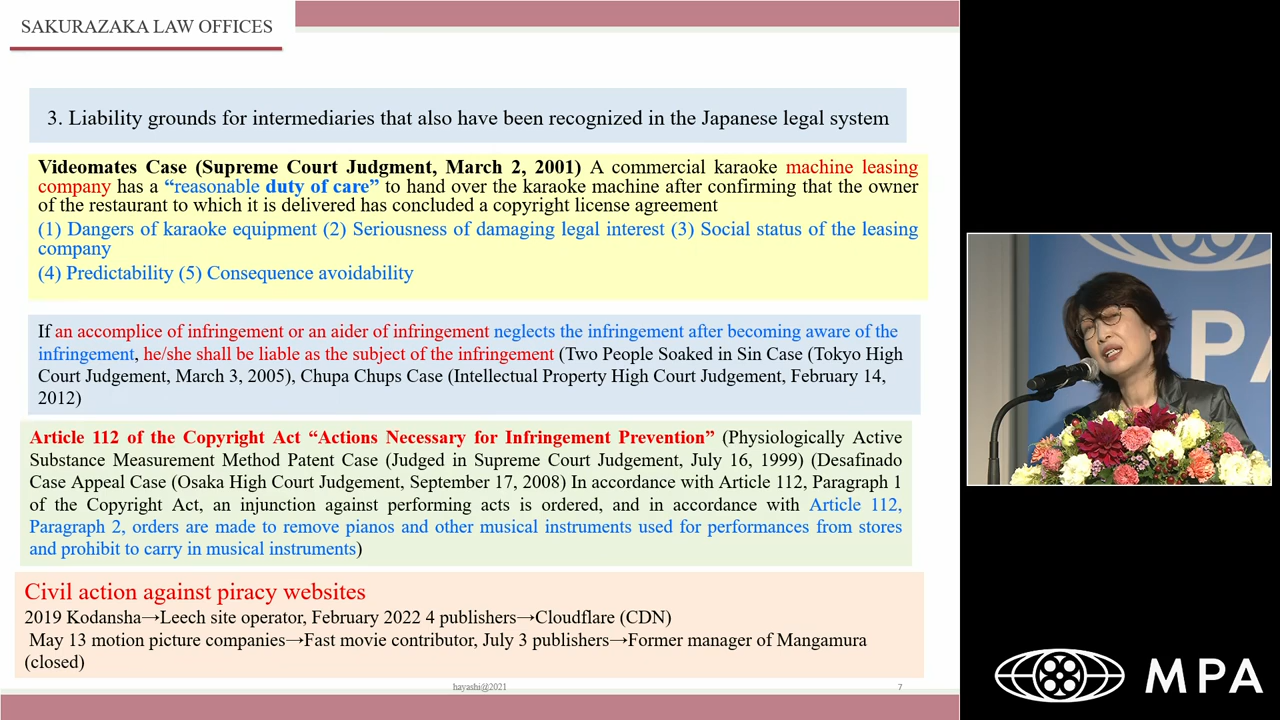 SAKURAZAKA LAW OFFICES
3. Liability grounds for intermediaries that also have been recognized in the Japanese legal system
Videomates Case (Supreme Court Judgment, March 2, 2001) A commercial karaoke machine leasing
company has a “reasonable duty of care” to hand over the karaoke machine after confirming that the owner
of the restaurant to which it is delivered has concluded a copyright license agreement
(1) Dangers of karaoke equipment (2) Seriousness of damaging legal interest (3) Social status of the leasing
company
(4) Predictability (5) Consequence avoidability
If an accomplice of infringement or an aider of infringement neglects the infringement after becoming aware of the
infringement, he/she shall be liable as the subject of the infringement (Two People Soaked in Sin Case (Tokyo High
Court Judgement, March 3, 2005), Chupa Chups Case (Intellectual Property High Court Judgement, February 14,
2012)
Article 112 of the Copyright Act “Actions Necessary for Infringement Prevention” (Physiologically Active
Substance Measurement Method Patent Case (Judged in Supreme Court Judgement, July 16, 1999) (Desafinado
Case Appeal Case (Osaka High Court Judgement, September 17, 2008) In accordance with Article 112, Paragraph 1
of the Copyright Act, an injunction against performing acts is ordered, and in accordance with Article 112,
Paragraph 2, orders are made to remove pianos and other musical instruments used for performances from stores
and prohibit to carry in musical instruments)
Civil action against piracy websites
2019 Kodansha→Leech site operator, February 2022 4 publishers→Cloudflare (CDN)
May 13 motion picture companies→Fast movie contributor, July 3 publishers→Former manager of Mangamura
(closed)
hayashi@2021
7
PA
MPA